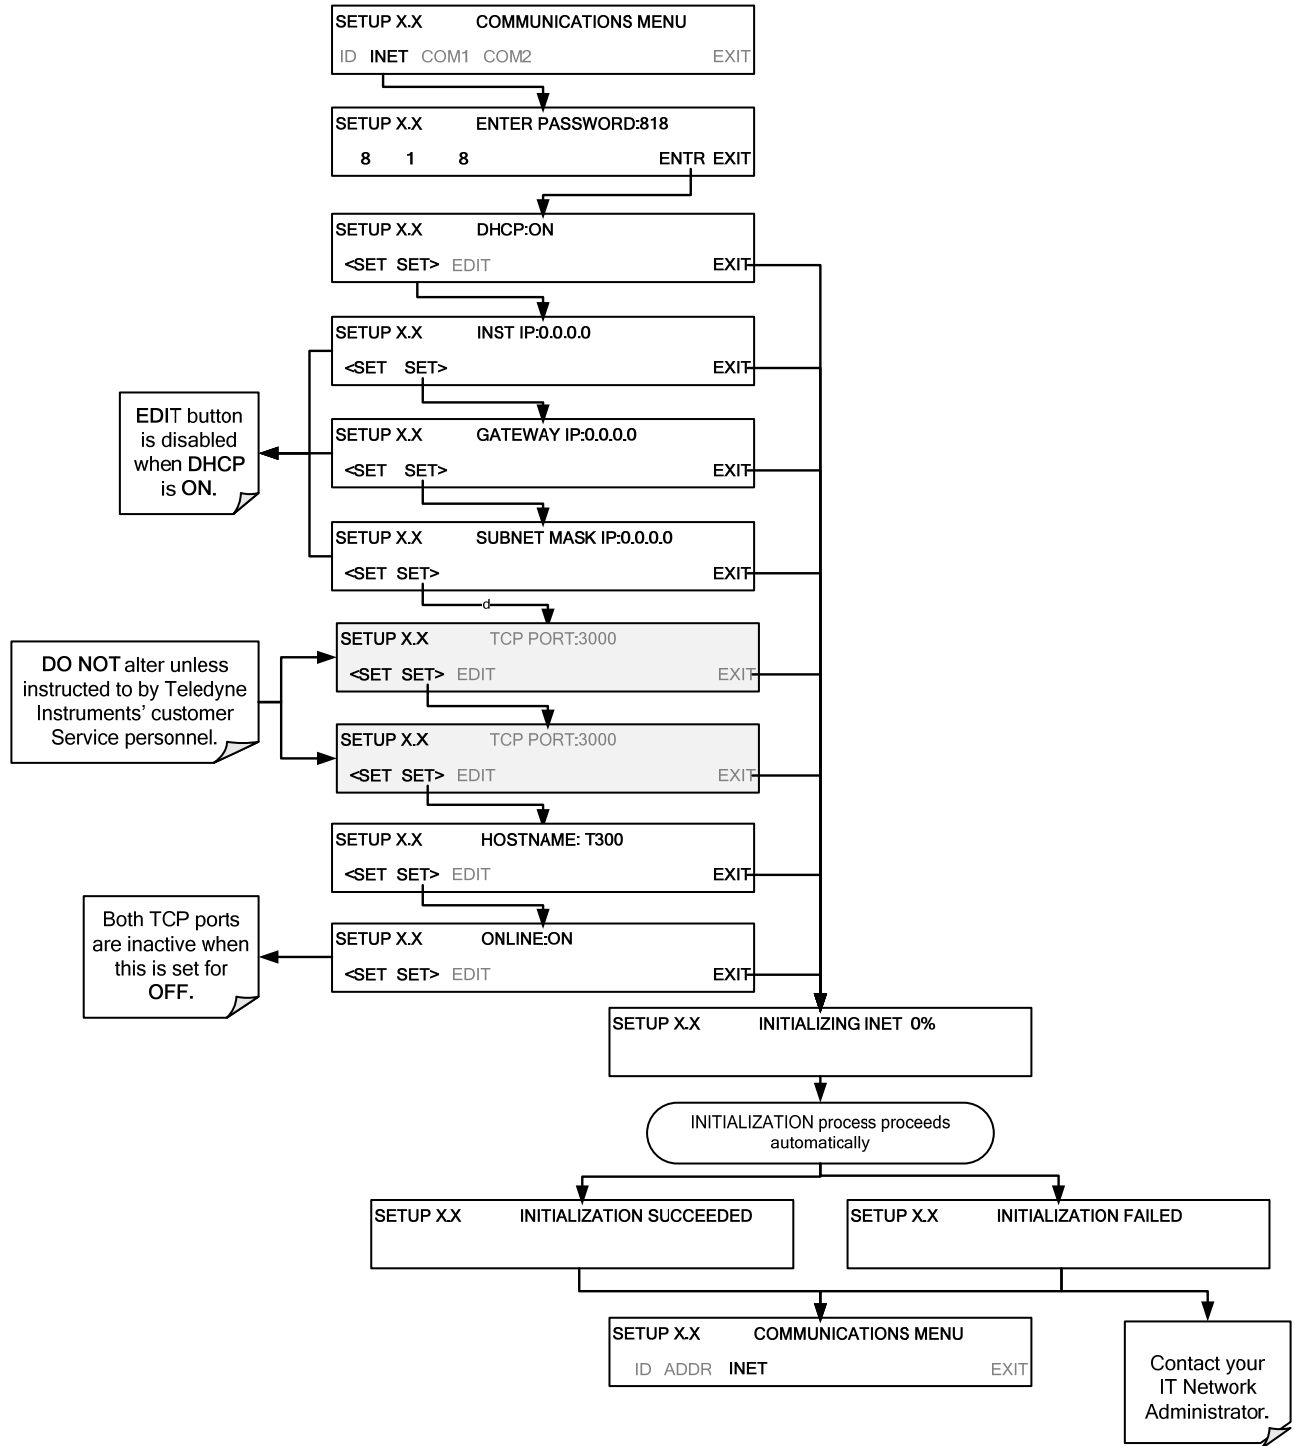 SETUP X.X COMMUNICATIONS MENU
ID INET COM1 COM2 EXIT
SETUP X.X ENTER PASSWORD:818
8 1 8 ENTR EXIT
SETUP X.X DHCP:ON
<SET SET> EDIT EXIT
SETUP X.X INST IP:0.0.0.0
<SET SET> EXIT
EDIT button
is disabled
when DHCP
is ON.
SETUP X.X GATEWAY IP:0.0.0.0
<SET SET> EXIT
SETUP X.X SUBNET MASK IP:0.0.0.0
<SET SET> EXIT
d
SETUP X.X TCP PORT:3000
<SET SET> EDIT EXIT
DO NOT alter unless
instructed to by Teledyne
Instruments’ customer
Service personnel.
SETUP X.X TCP PORT:3000
<SET SET> EDIT EXIT
SETUP X.X HOSTNAME: T300
<SET SET> EDIT EXIT
Both TCP ports
are inactive when
this is set for
OFF.
SETUP X.X ONLINE:ON
<SET SET> EDIT EXIT
SETUP X.X INITIALIZING INET 0%
INITIALIZATION process proceeds
automatically
SETUP X.X INITIALIZATION SUCCEEDED
SETUP X.X INITIALIZATION FAILED
SETUP X.X COMMUNICATIONS MENU
ID ADDR INET EXIT
Contact your
IT Network
Administrator.